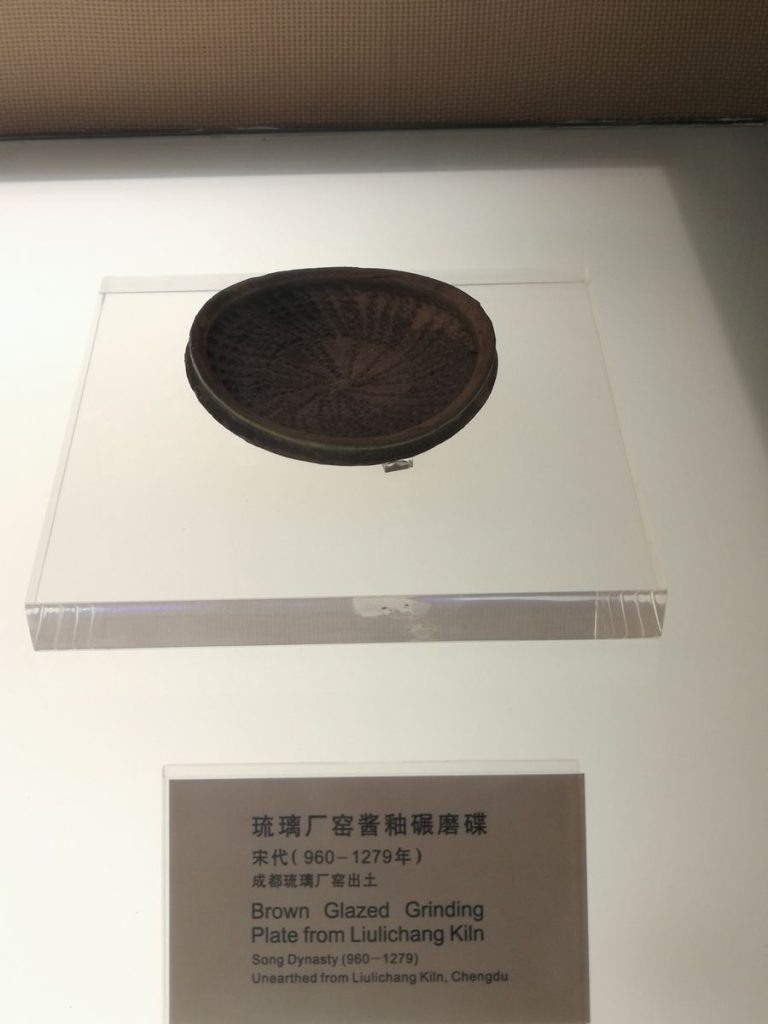 琉璃厂窑酱釉碾磨碟
宋代(960-1279年)
成都琉璃厂窑出土
Brown Glazed Grinding
Plate from Liulichang Kiln
Song Dynasty (960-1279)
Unearthed from Liulichang Kiln, Chengdu